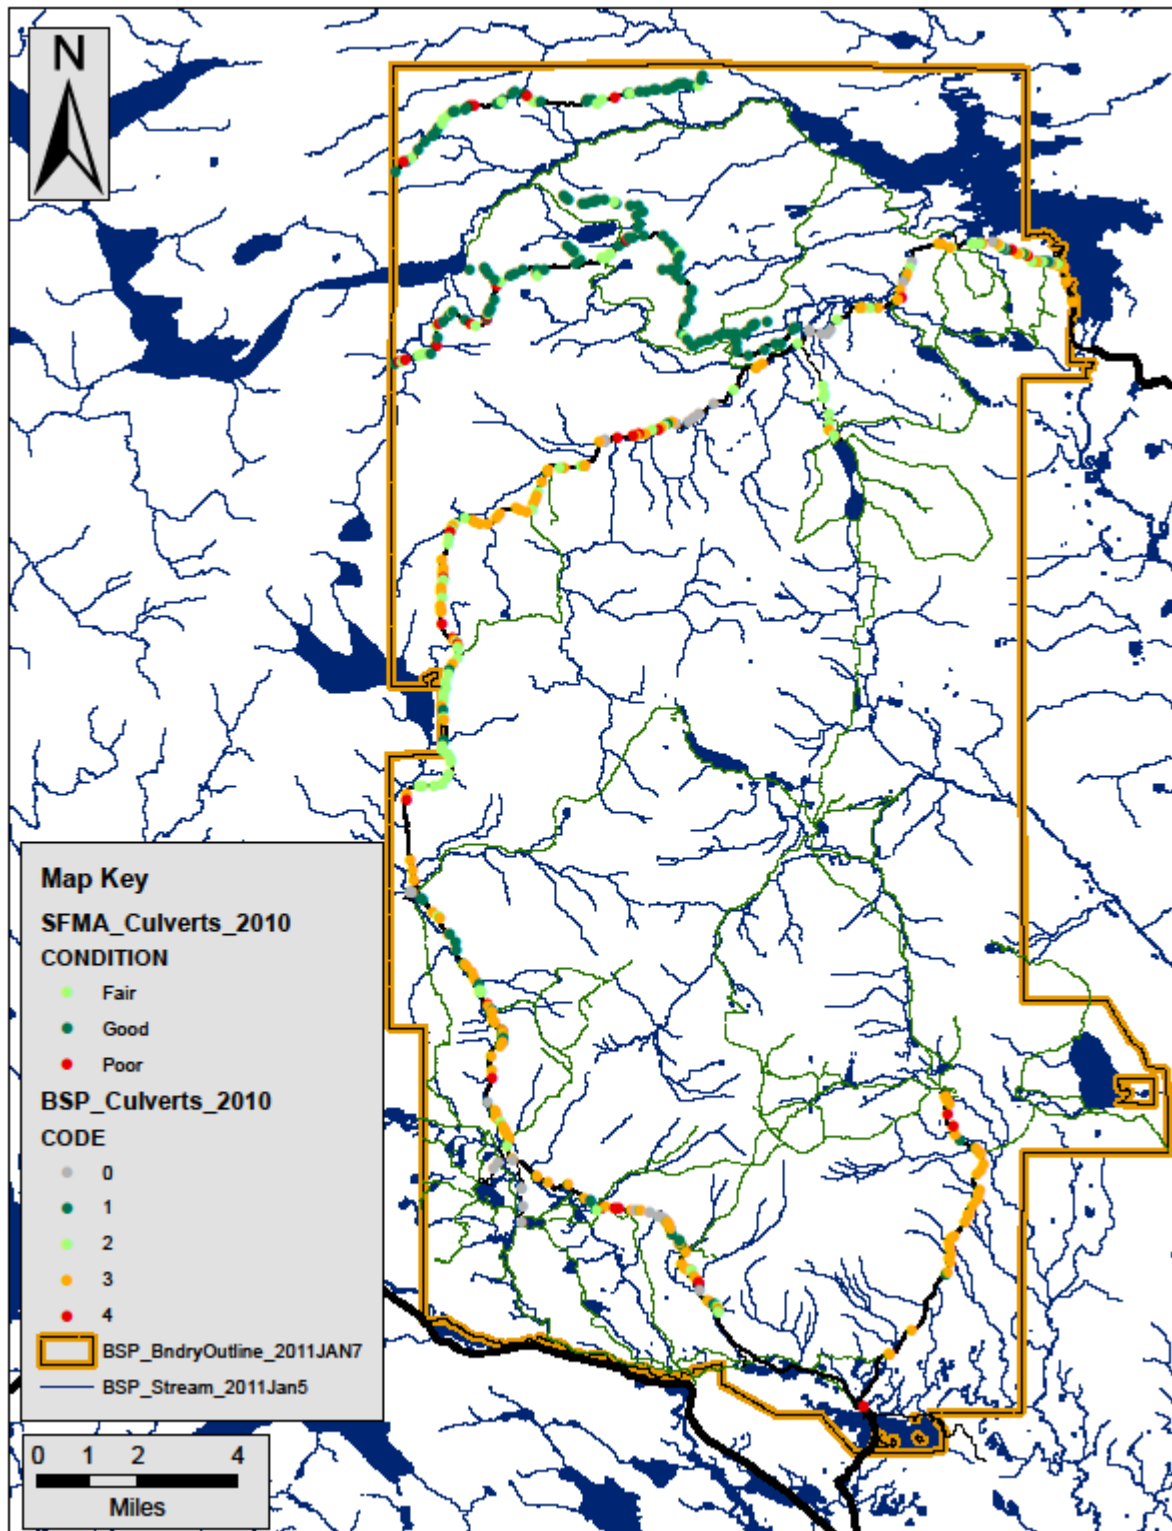 N
Map Key
SFMA_Culverts_2010
CONDITION
Fair
Good
Poor
BSP_Culverts_2010
CODE
0
1
2
3
4
BSP_BndryOutline_2011JAN7
BSP_Stream_2011Jan5
0 1 2 4
Miles